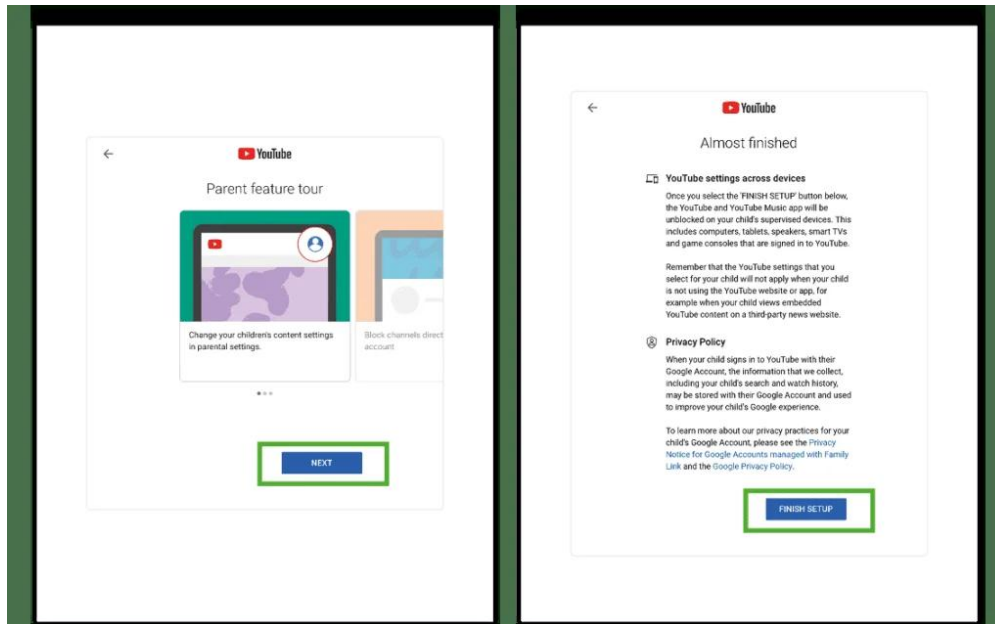 YouTube
Parent feature tour
Change your children's content settings
in parental settings.
Block channels direct
account
NEXT
YouTube
Almost finished
YouTube settings across devices
Once you select the 'FINISH SETUP' button below,
the YouTube and YouTube Music app will be
unblocked on your child's supervised devices. This
includes computers, tablets, speakers, smart TVs
and game consoles that are signed in to YouTube.
Remember that the YouTube settings that you
select for your child will not apply when your child
is not using the YouTube website or app, for
example when your child views embedded
YouTube content on a third-party news website.
Privacy Policy
When your child signs in to YouTube with their
Google Account, the information that we collect,
including your child's search and watch history,
may be stored with their Google Account and used
to improve your child's Google experience.
To learn more about our privacy practices for your
child's Google Account, please see the Privacy
Notice for Google Accounts managed with Family
Link and the Google Privacy Policy.
FINISH SETUP